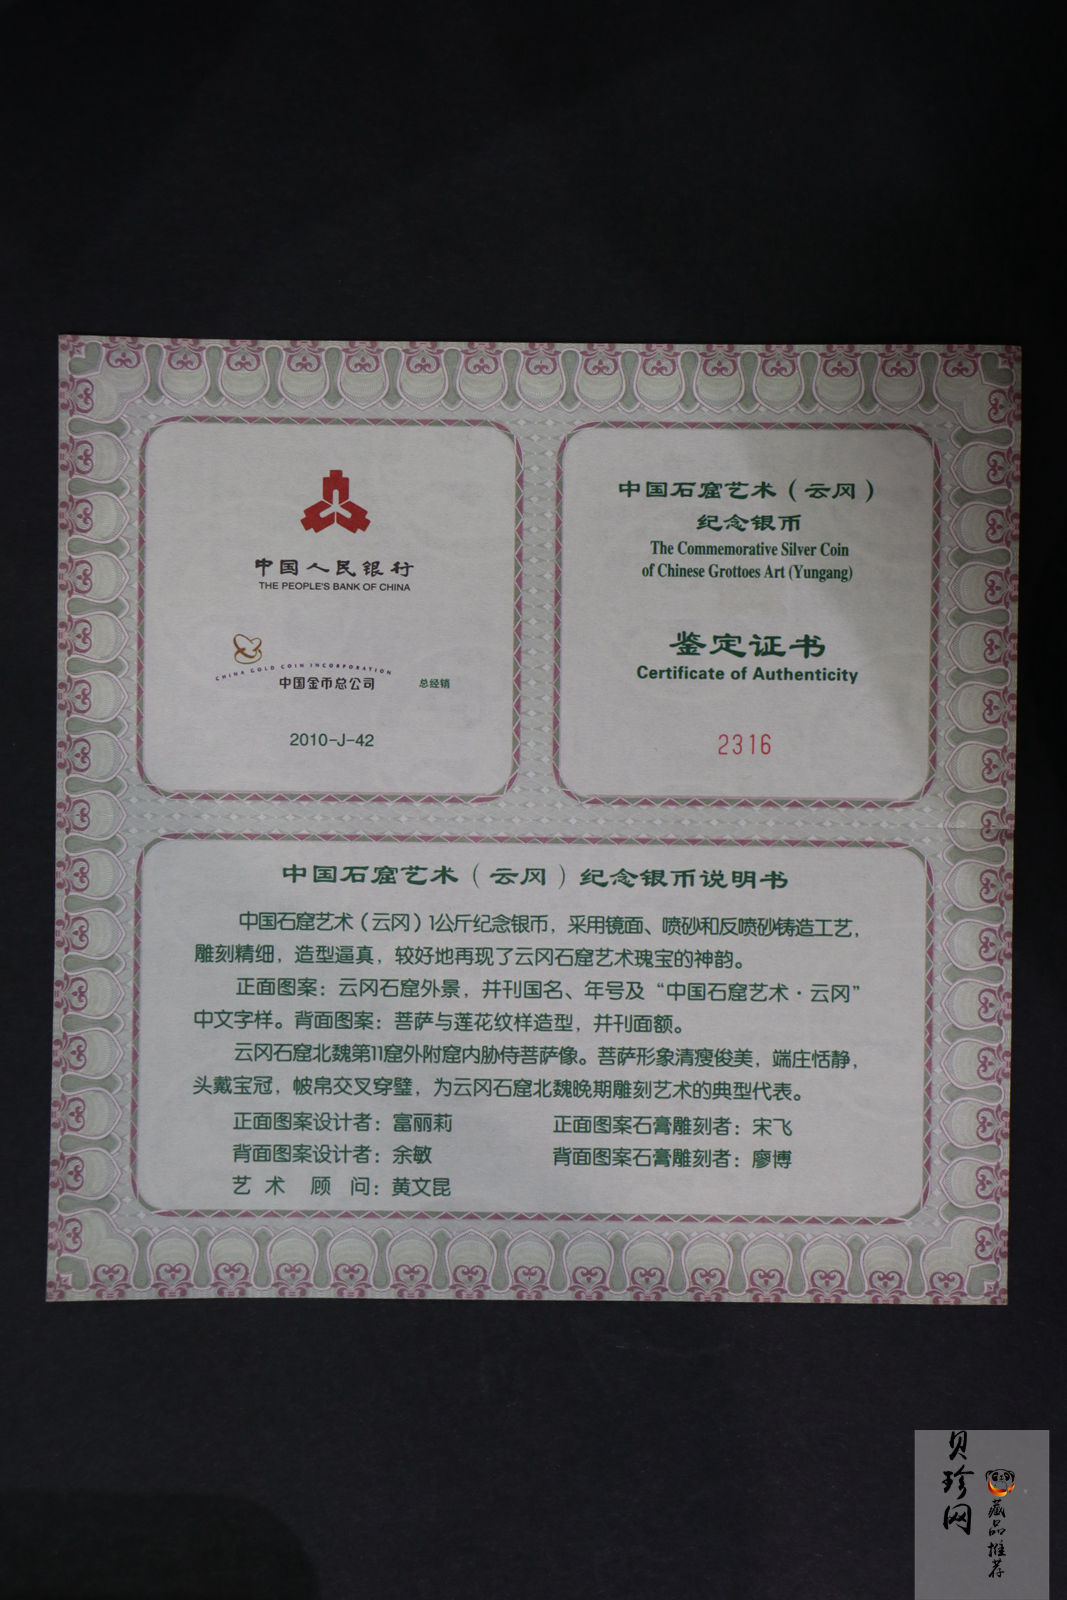 中国人民银行
THE PEOPLE'S BANK OF CHINA
CHINA GOLD COIN INCORPORATION
中国金币总公司 总经销
2010-J-42
中国石窟艺术（云冈）
纪念银币
The Commemorative Silver Coin
of Chinese Grottoes Art (Yungang)
鉴定证书
Certificate of Authenticity
2316
中国石窟艺术（云冈）纪念银币说明书
中国石窟艺术（云冈）1公斤纪念银币，采用镜面、喷砂和反喷砂铸造工艺，
雕刻精细，造型逼真，较好地再现了云冈石窟艺术瑰宝的神韵。
正面图案：云冈石窟外景，并刊国名、年号及“中国石窟艺术·云冈”
中文字样。背面图案：菩萨与莲花纹样造型，并刊面额。
云冈石窟北魏第11窟外附窟内胁侍菩萨像。菩萨形象清瘦俊美，端庄恬静，
头戴宝冠，帔帛交叉穿璧，为云冈石窟北魏晚期雕刻艺术的典型代表。
正面图案设计者：富丽莉 正面图案石膏雕刻者：宋飞
背面图案设计者：余敏 背面图案石膏雕刻者：廖博
艺术顾问：黄文昆
贝珍网
藏品推荐